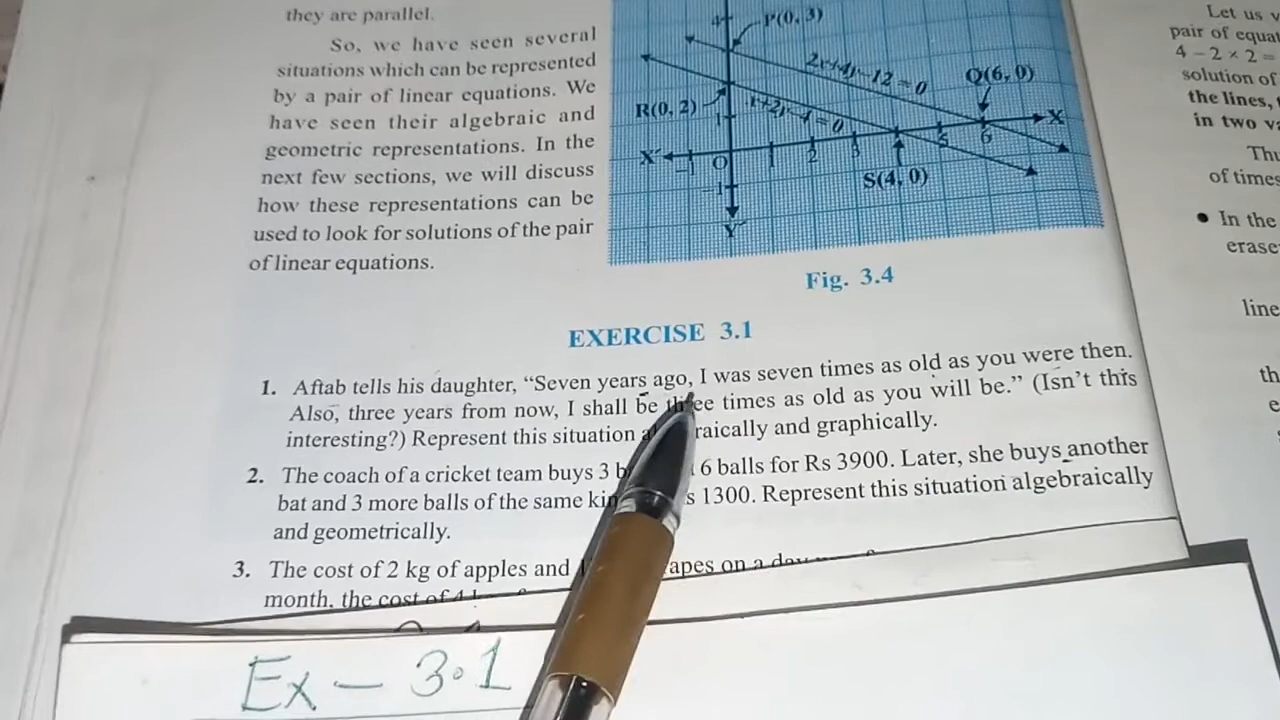 they are parallel.
So, we have seen several
situations which can be represented
by a pair of linear equations. We
have seen their algebraic and
geometric representations. In the
next few sections, we will discuss
how these representations can be
used to look for solutions of the pair
of linear equations.
4
P(0, 3)
2x+4y-12=0
Q(6, 0)
R(0, 2)
x+2y-4=0
1
X
X′
-1
O
2
3
5
6
S(4, 0)
-1
Y′
Fig. 3.4
EXERCISE 3.1
1. Aftab tells his daughter, “Seven years ago, I was seven times as old as you were then.
Also, three years from now, I shall be three times as old as you will be.” (Isn’t this
interesting?) Represent this situation raically and graphically.
2. The coach of a cricket team buys 3 6 balls for Rs 3900. Later, she buys another
bat and 3 more balls of the same 1300. Represent this situation algebraically
and geometrically.
3. The cost of 2 kg of apples and apes on a day
month, the cost of
Ex – 3.1
Let us
pair of equat
4 – 2 × 2 =
solution of
the lines,
in two
of times
• In the
erase
line
th